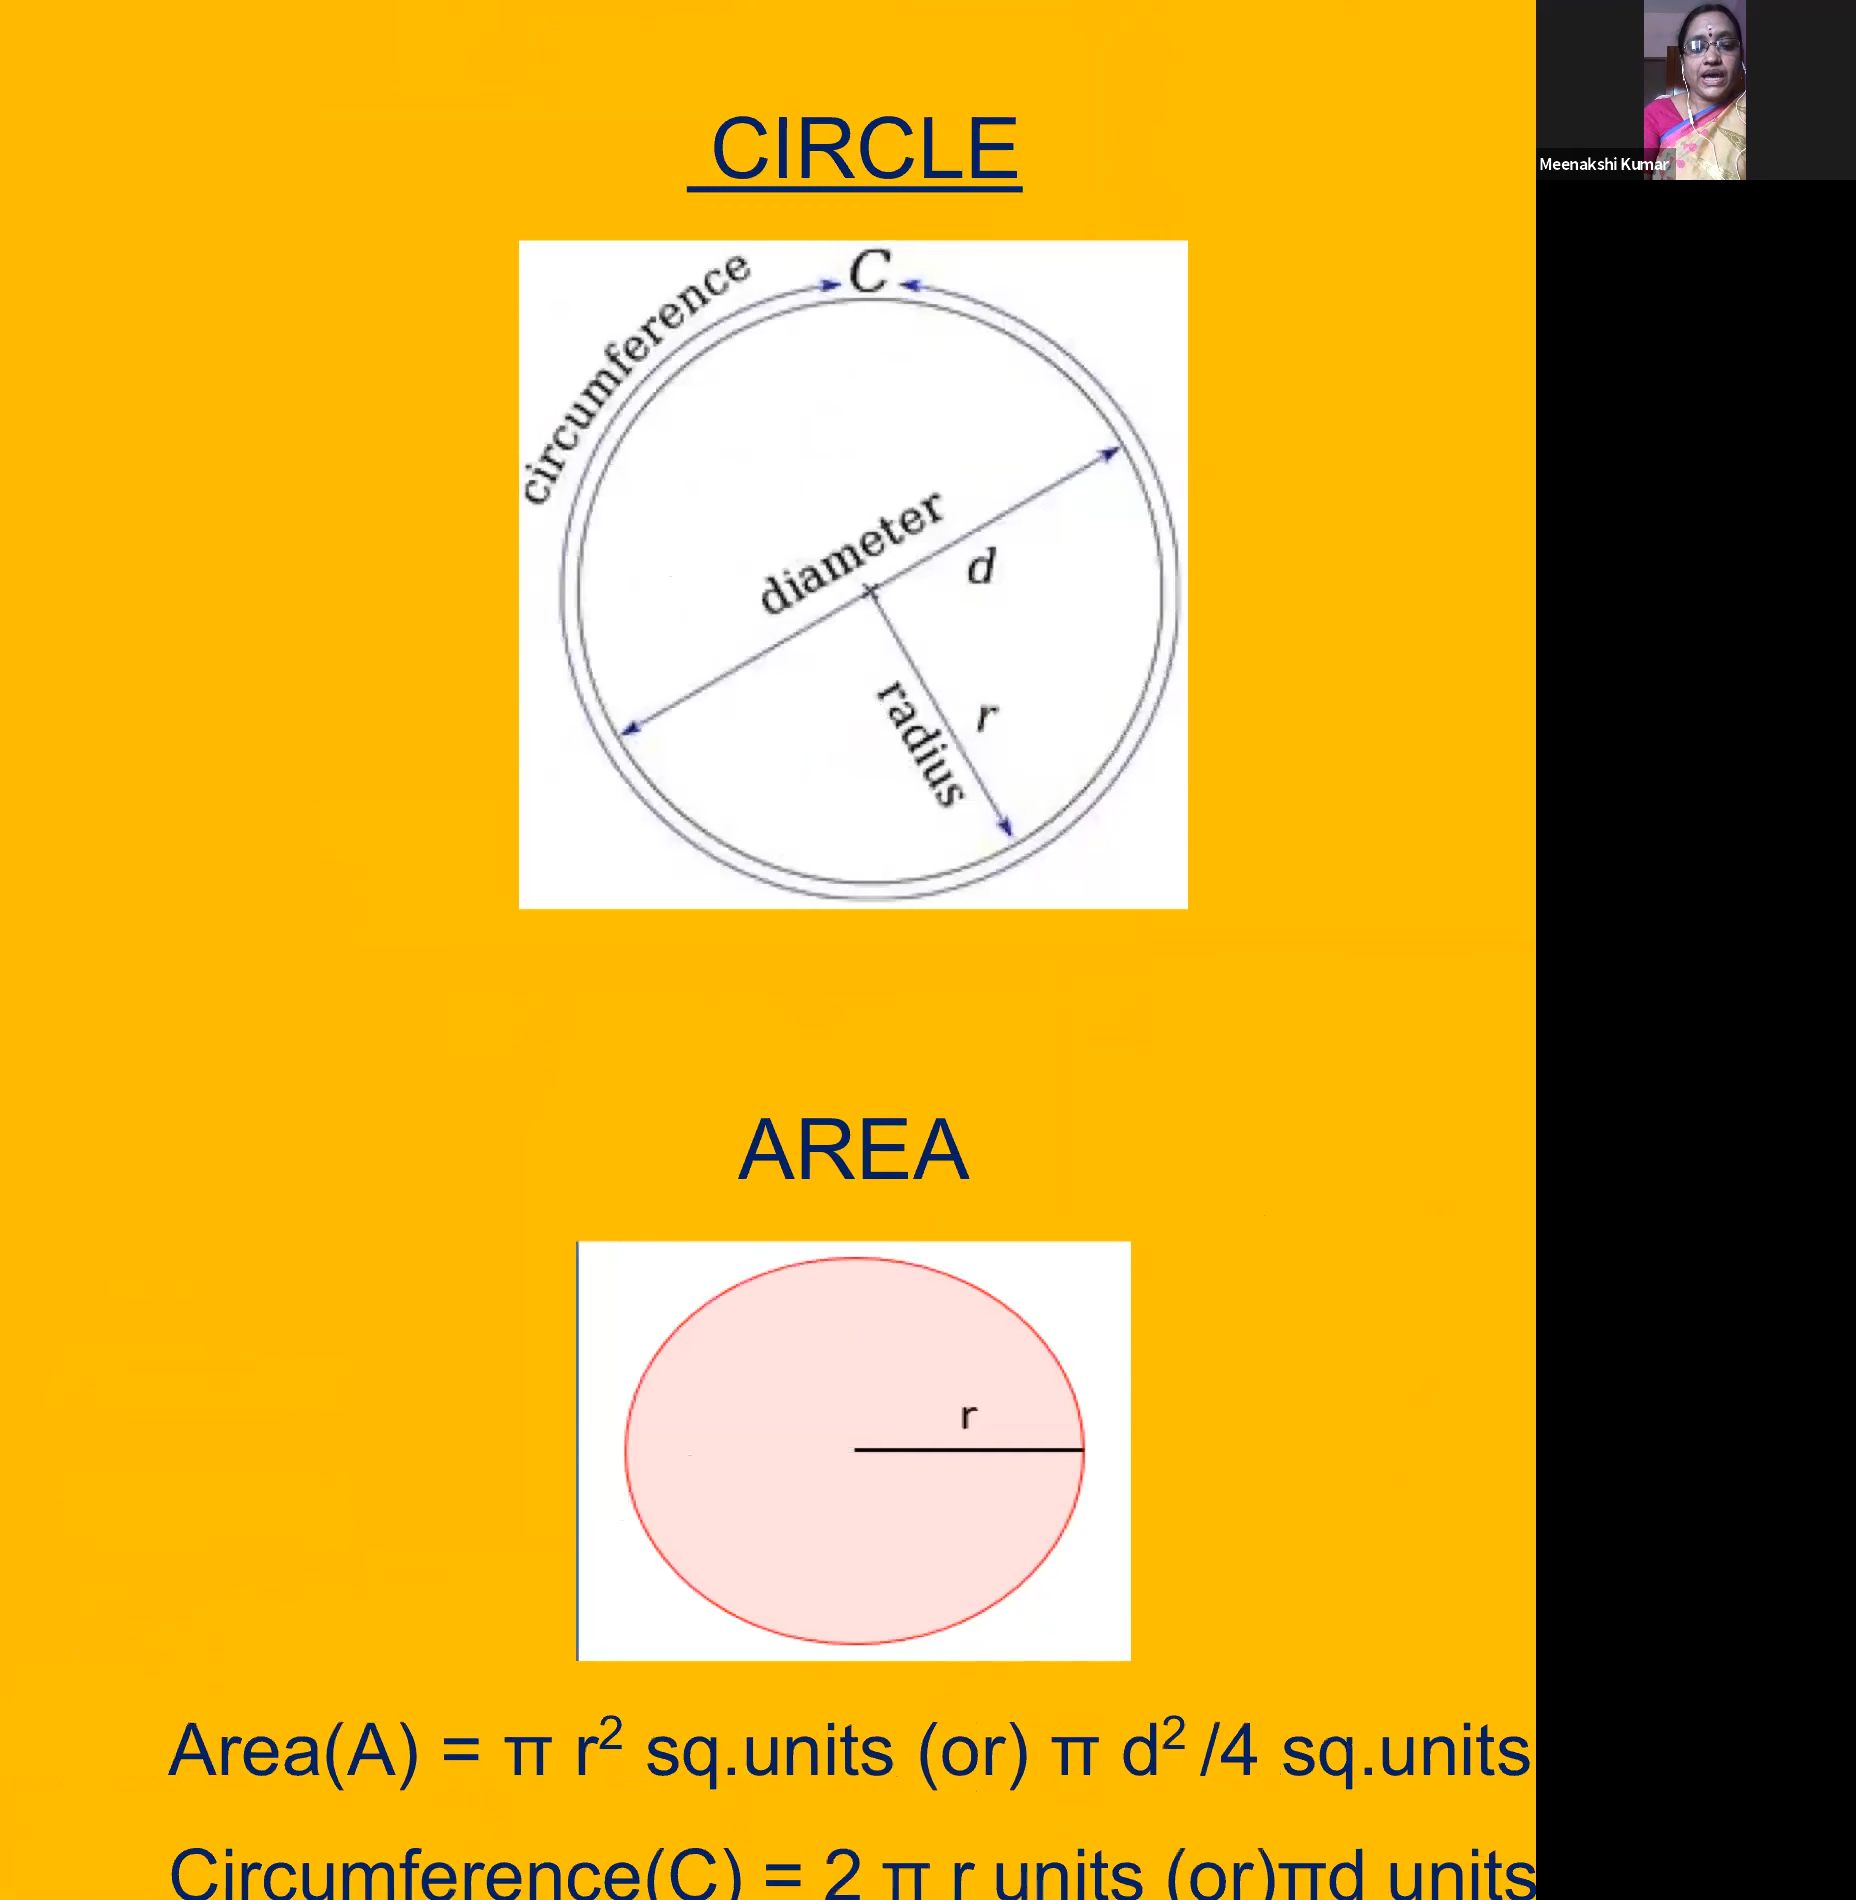 CIRCLE
Meenakshi Kumar
circumference
C
diameter
d
radius
r
AREA
r
Area(A) = π r² sq.units (or) π d² /4 sq.units
Circumference(C) = 2 π r units (or)πd units